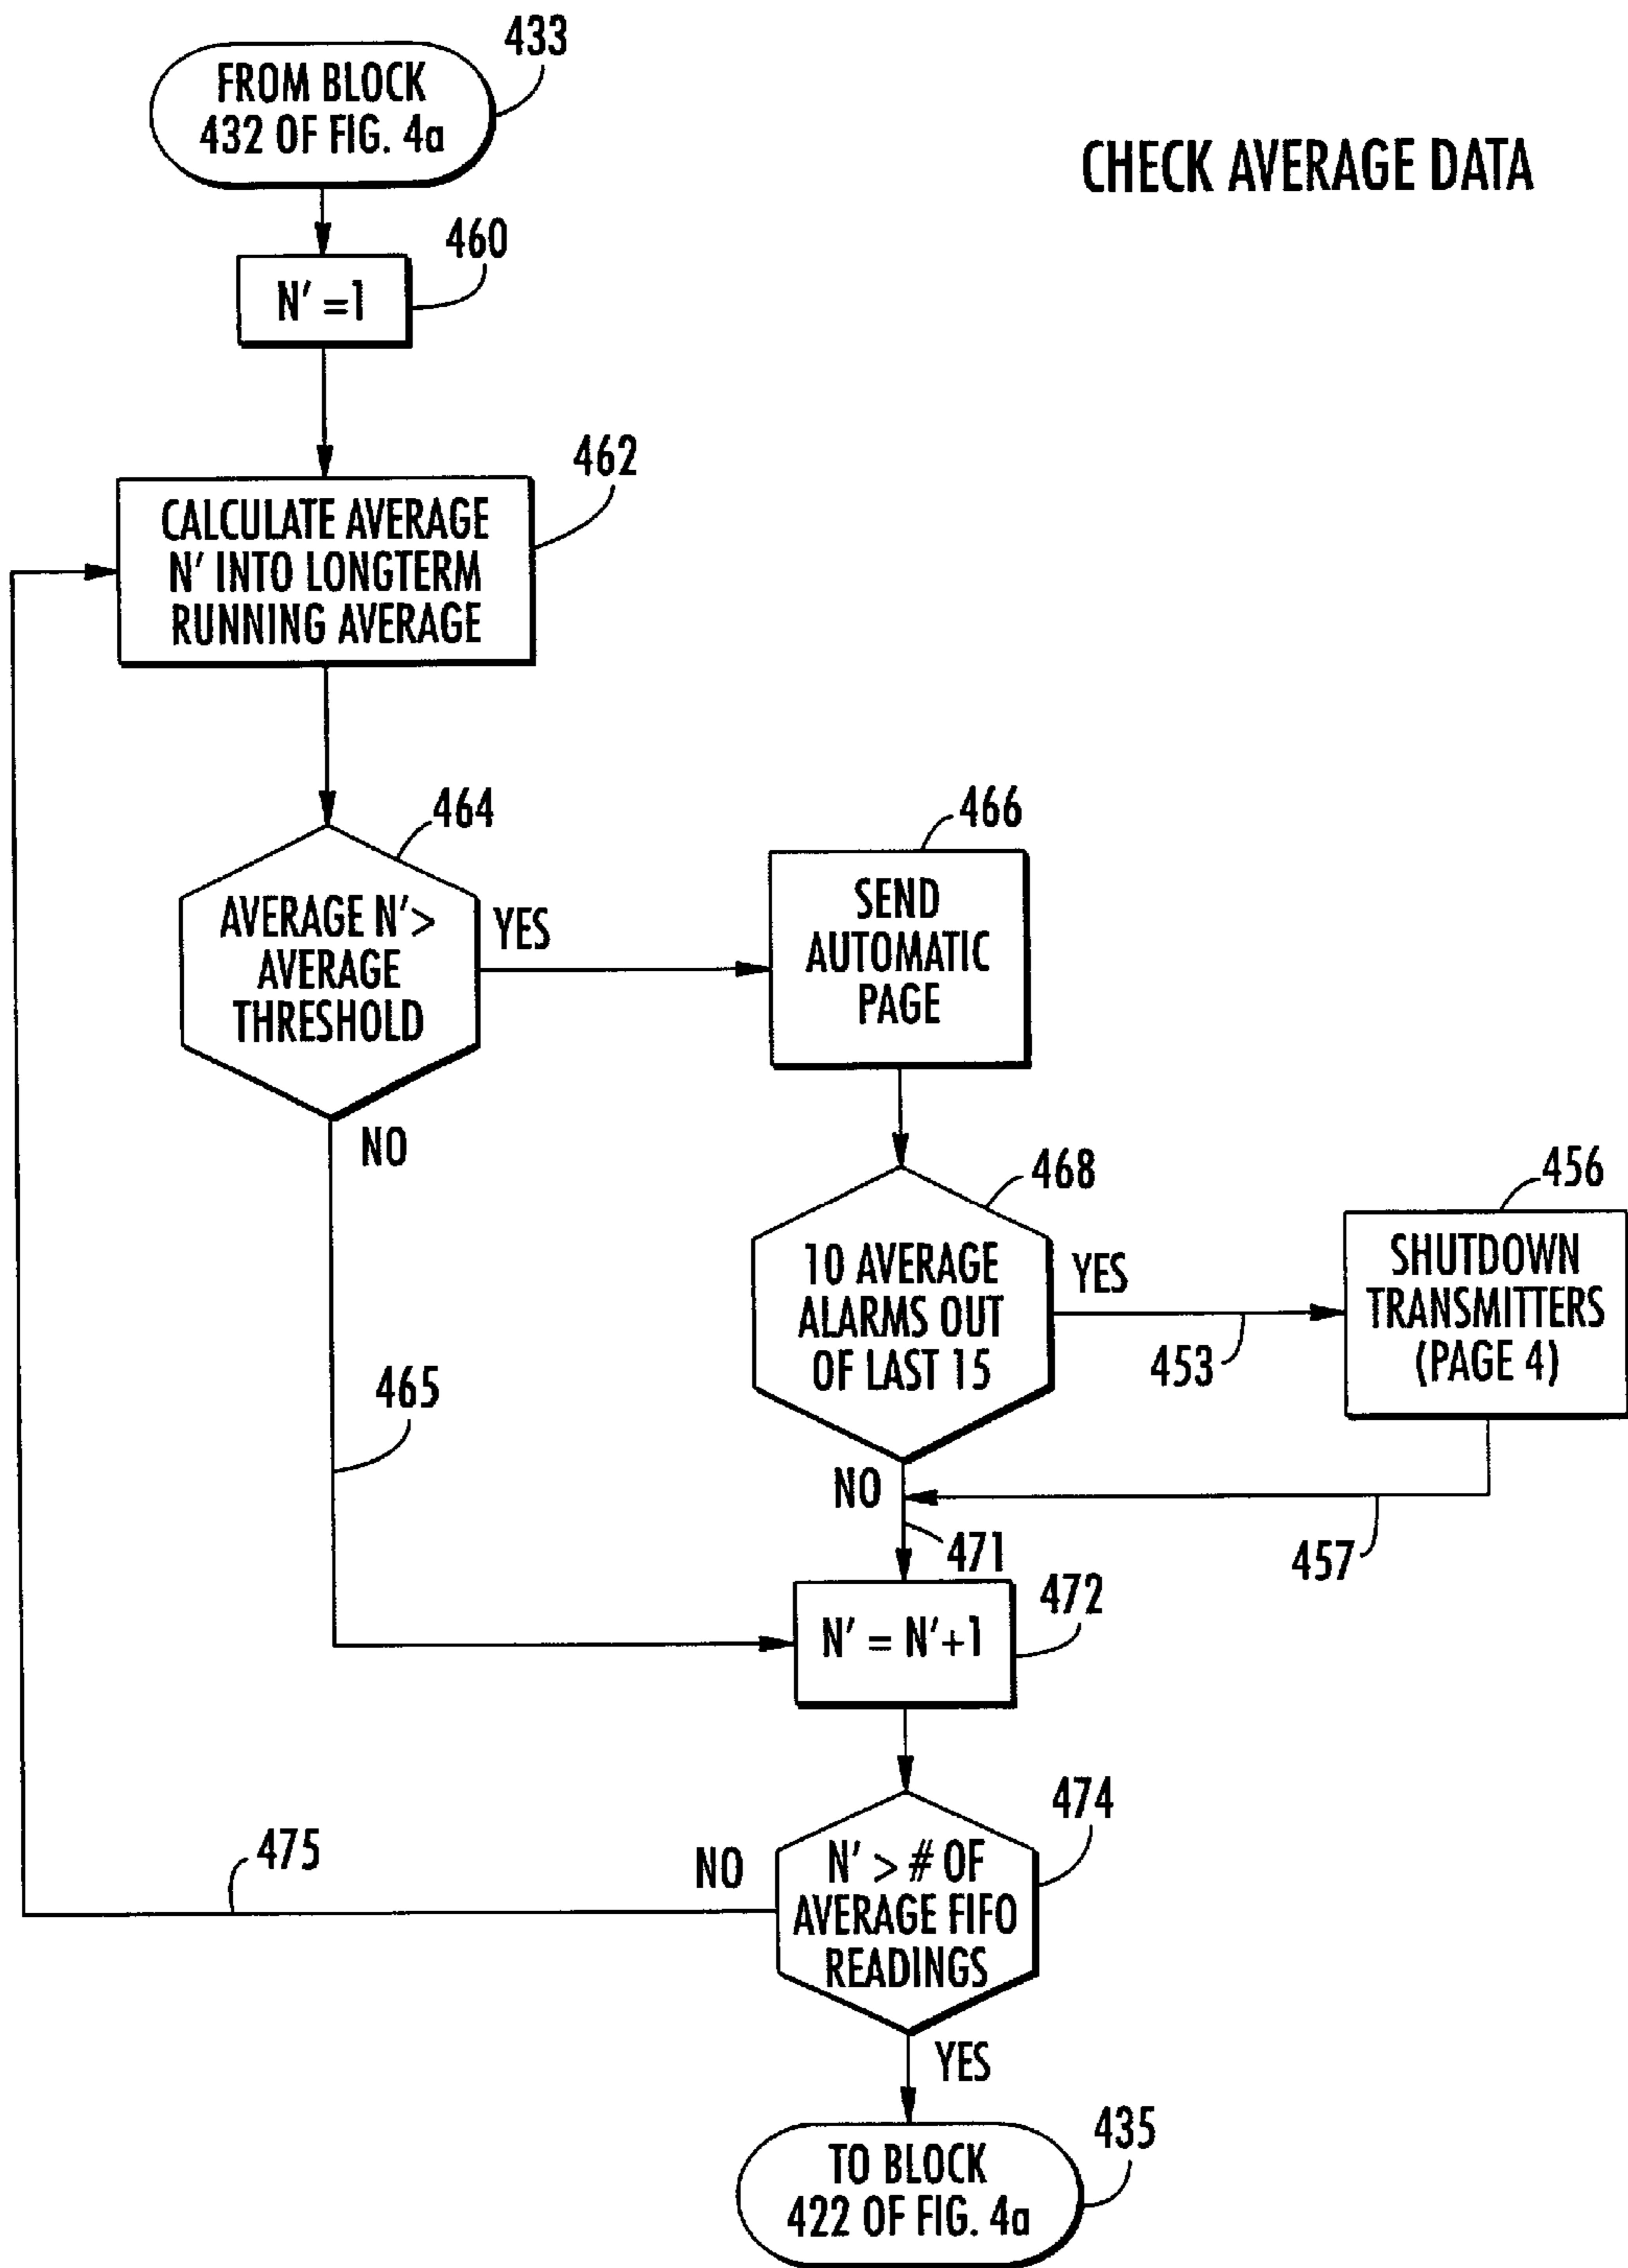 433
FROM BLOCK
432 OF FIG. 4a
CHECK AVERAGE DATA
460
N' =1
462
CALCULATE AVERAGE
N' INTO LONGTERM
RUNNING AVERAGE
464
AVERAGE N' >
AVERAGE
THRESHOLD
YES
NO
466
SEND
AUTOMATIC
PAGE
468
10 AVERAGE
ALARMS OUT
OF LAST 15
YES
453
456
SHUTDOWN
TRANSMITTERS
(PAGE 4)
465
NO
471
457
472
N' = N'+1
474
N' > # OF
AVERAGE FIFO
READINGS
NO
475
YES
435
TO BLOCK
422 OF FIG. 4a